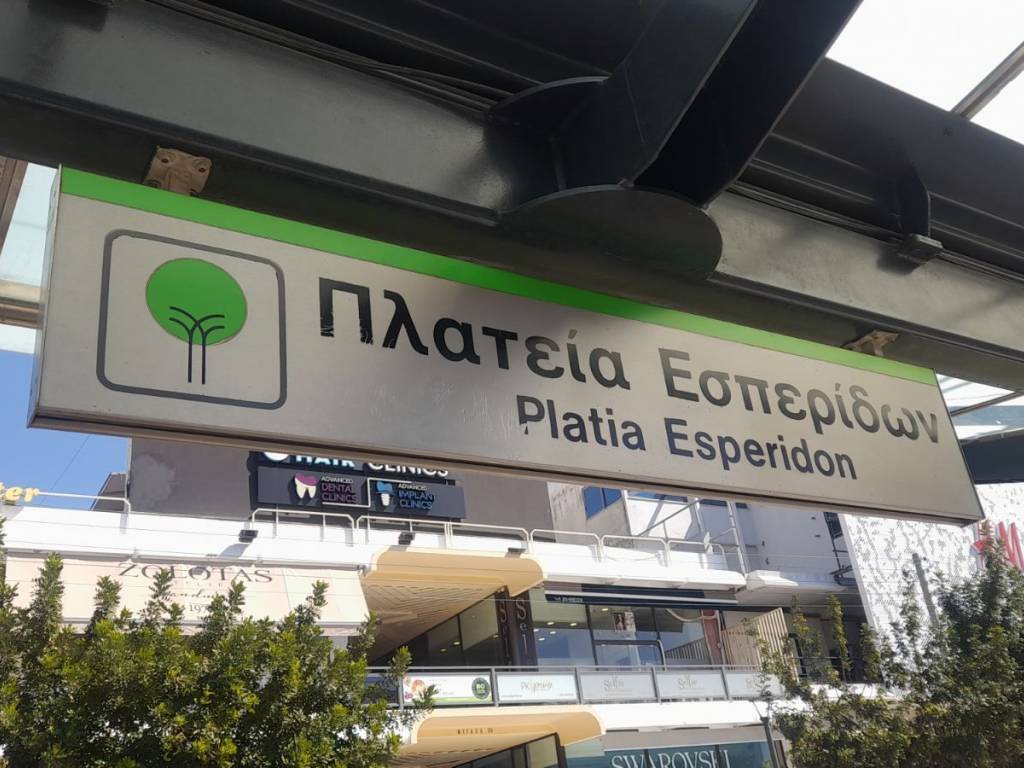 Πλατεία Εσπερίδων
Platia Esperidon
HAIR CLINICS
ADVANCED
DENTAL
CLINICS
ADVANCED
IMPLANT
CLINICS
ZOLOTAS
SWAROVSKI